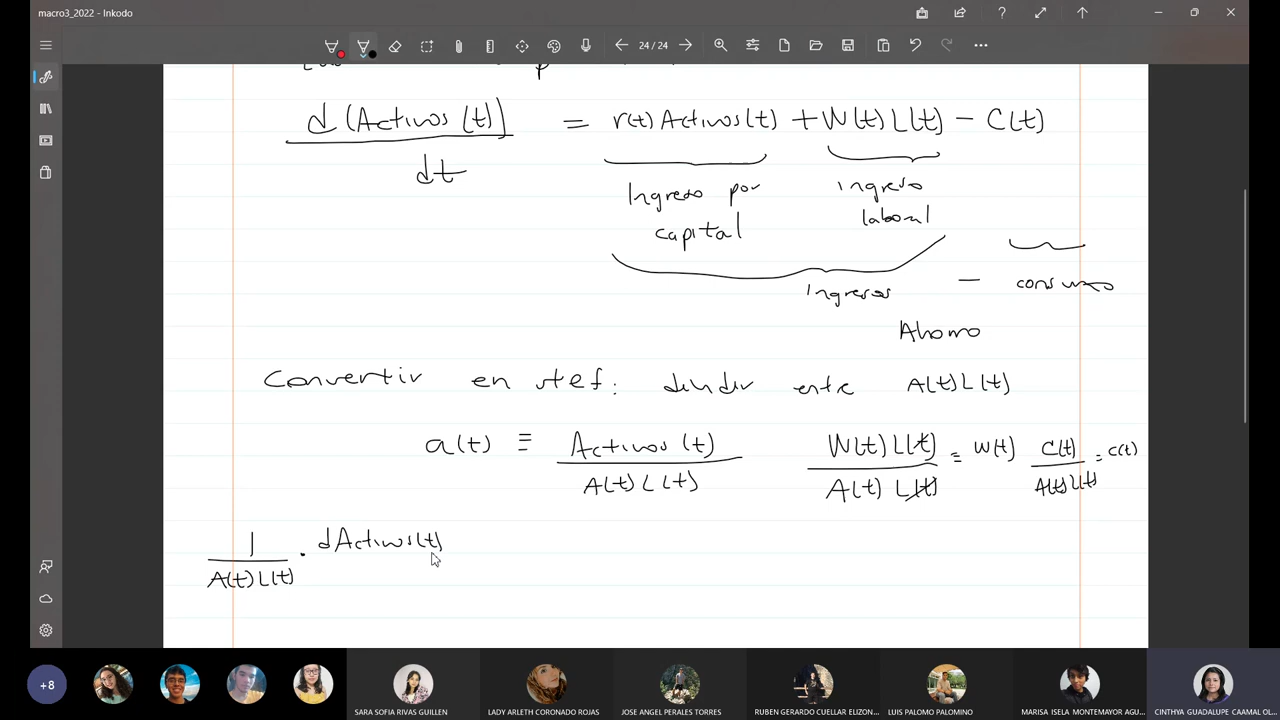 macro3_2022 - Inkodo
24 / 24
d (Activos (t)) / dt = r(t) Activos(t) + W(t) L(t) - C(t)
Ingreso por capital
ingreso laboral
Ingresos - consumo
Ahorro
Convertir en utef: dividir entre A(t) L(t)
a(t) ≡ Activos (t) / A(t) L(t) W(t) L(t) / A(t) L(t) ≡ w(t) C(t) / A(t) L(t) = c(t)
1 / A(t) L(t) · dActivos(t)
+8
SARA SOFIA RIVAS GUILLEN
LADY ARLETH CORONADO ROJAS
JOSE ANGEL PERALES TORRES
RUBEN GERARDO CUELLAR ELIZON...
LUIS PALOMO PALOMINO
MARISA ISELA MONTEMAYOR AGU...
CINTHYA GUADALUPE CAAMAL OL...